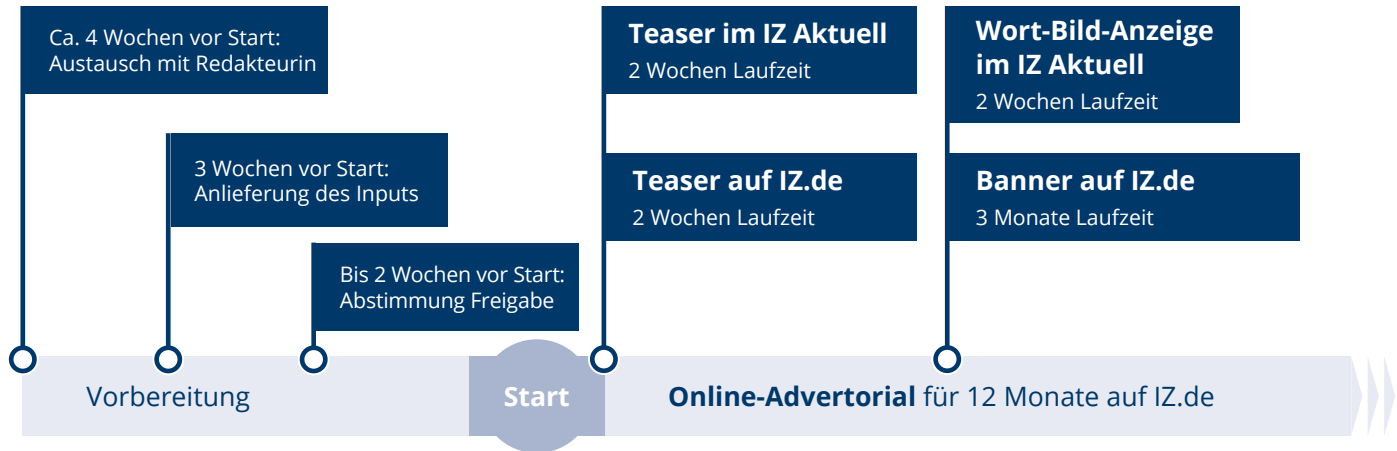 Ca. 4 Wochen vor Start:
Austausch mit Redakteurin
3 Wochen vor Start:
Anlieferung des Inputs
Bis 2 Wochen vor Start:
Abstimmung Freigabe
Teaser im IZ Aktuell
2 Wochen Laufzeit
Teaser auf IZ.de
2 Wochen Laufzeit
Wort-Bild-Anzeige
im IZ Aktuell
2 Wochen Laufzeit
Banner auf IZ.de
3 Monate Laufzeit
Vorbereitung
Start
Online-Advertorial für 12 Monate auf IZ.de